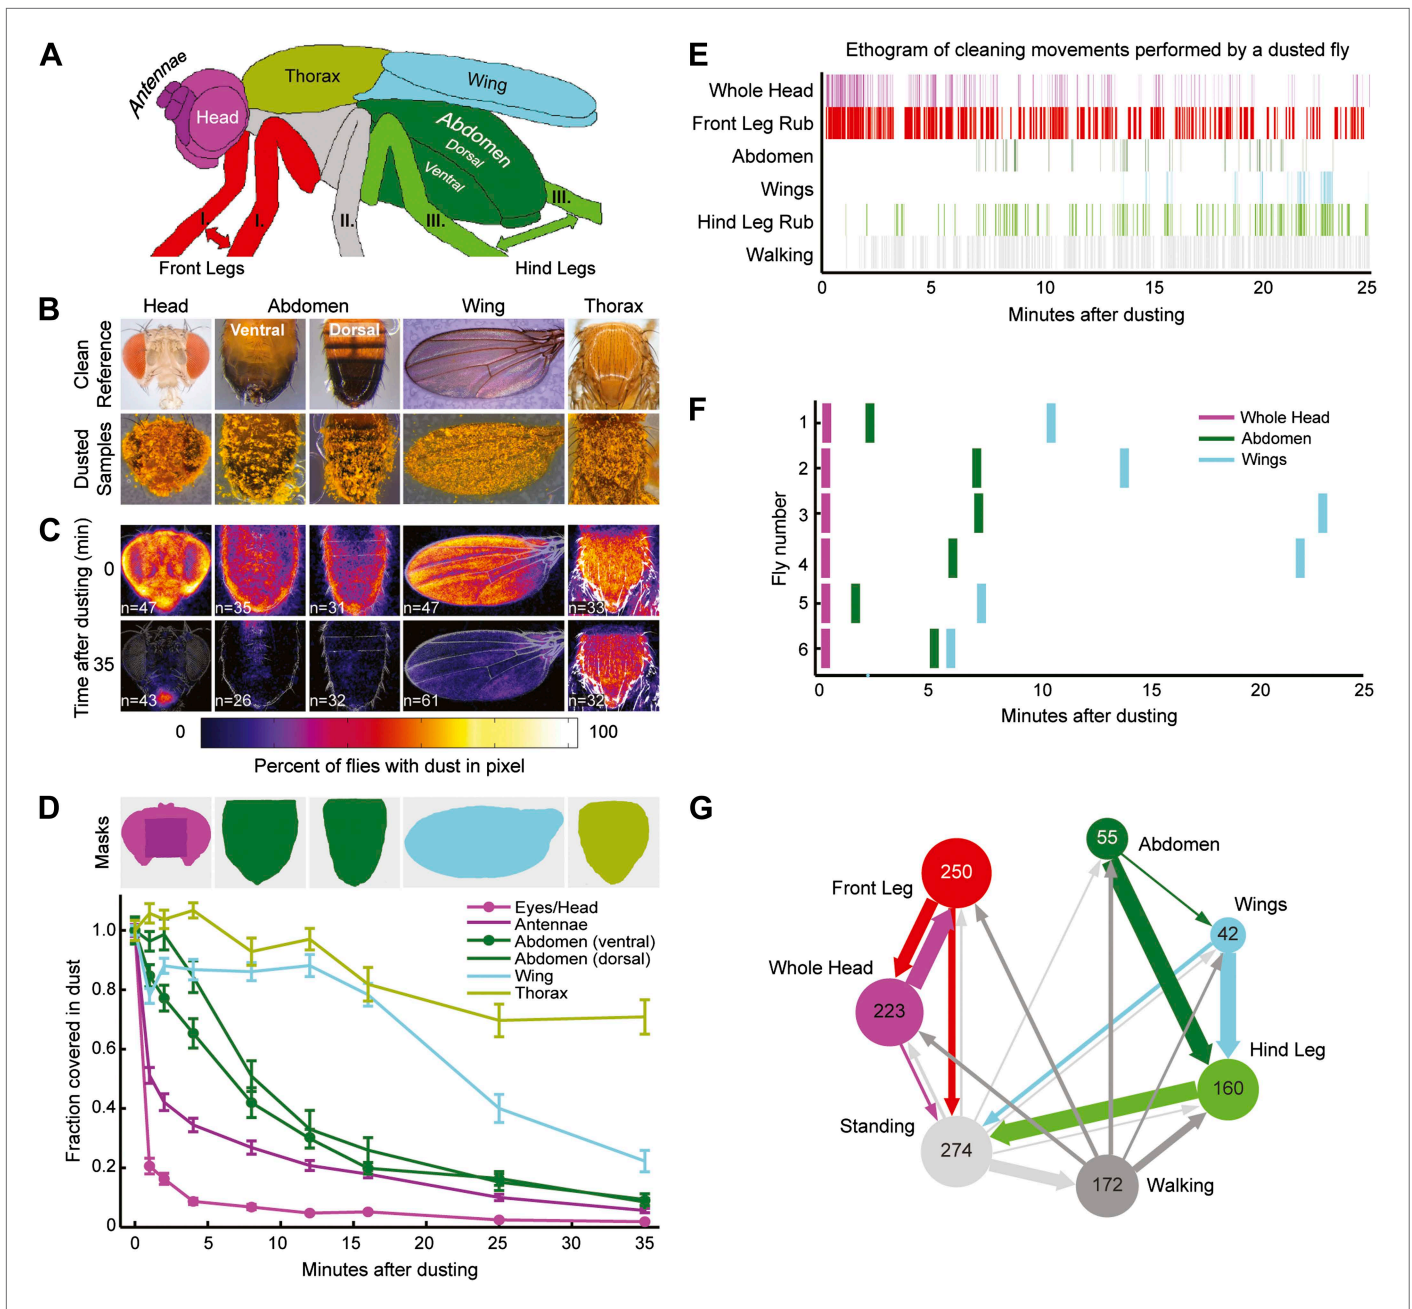 A
Antennae
Head
Thorax
Wing
Abdomen
Dorsal
Ventral
I.
I.
II.
III.
III.
Front Legs
Hind Legs
B
Head
Abdomen
Wing
Thorax
Clean
Reference
Ventral
Dorsal
Dusted
Samples
C
Time after dusting (min)
0
n=47
n=35
n=31
n=47
n=33
35
n=43
n=26
n=32
n=61
n=32
0
100
Percent of flies with dust in pixel
D
Masks
Eyes/Head
Antennae
Abdomen (ventral)
Abdomen (dorsal)
Wing
Thorax
Fraction covered in dust
1.0
0.8
0.6
0.4
0.2
0
0 5 10 15 20 25 30 35
Minutes after dusting
E
Ethogram of cleaning movements performed by a dusted fly
Whole Head
Front Leg Rub
Abdomen
Wings
Hind Leg Rub
Walking
0 5 10 15 20 25
Minutes after dusting
F
Whole Head
Abdomen
Wings
Fly number
1
2
3
4
5
6
0 5 10 15 20 25
Minutes after dusting
G
55
Abdomen
250
Front Leg
Wings
42
Whole Head
223
Hind Leg
160
Standing
274
172
Walking